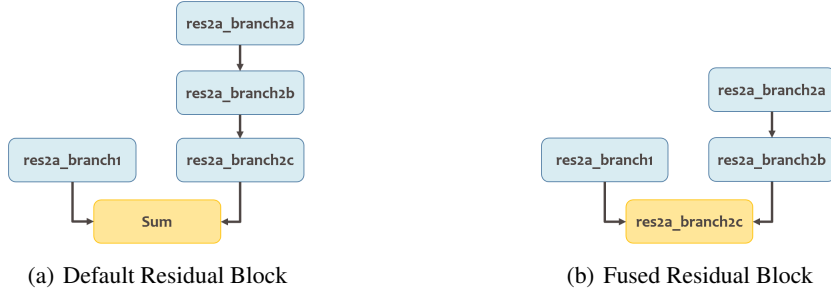 res2a_branch2a
res2a_branch2b
res2a_branch1
res2a_branch2c
Sum
(a) Default Residual Block
res2a_branch2a
res2a_branch1
res2a_branch2b
res2a_branch2c
(b) Fused Residual Block